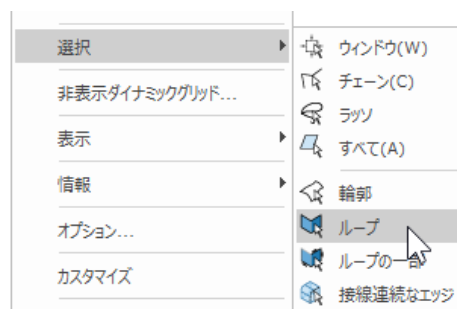 選択
非表示ダイナミックグリッド...
表示
情報
オプション...
カスタマイズ
ウィンドウ(W)
チェーン(C)
ラッソ
すべて(A)
輪郭
ループ
ループの一部
接線連続なエッジ